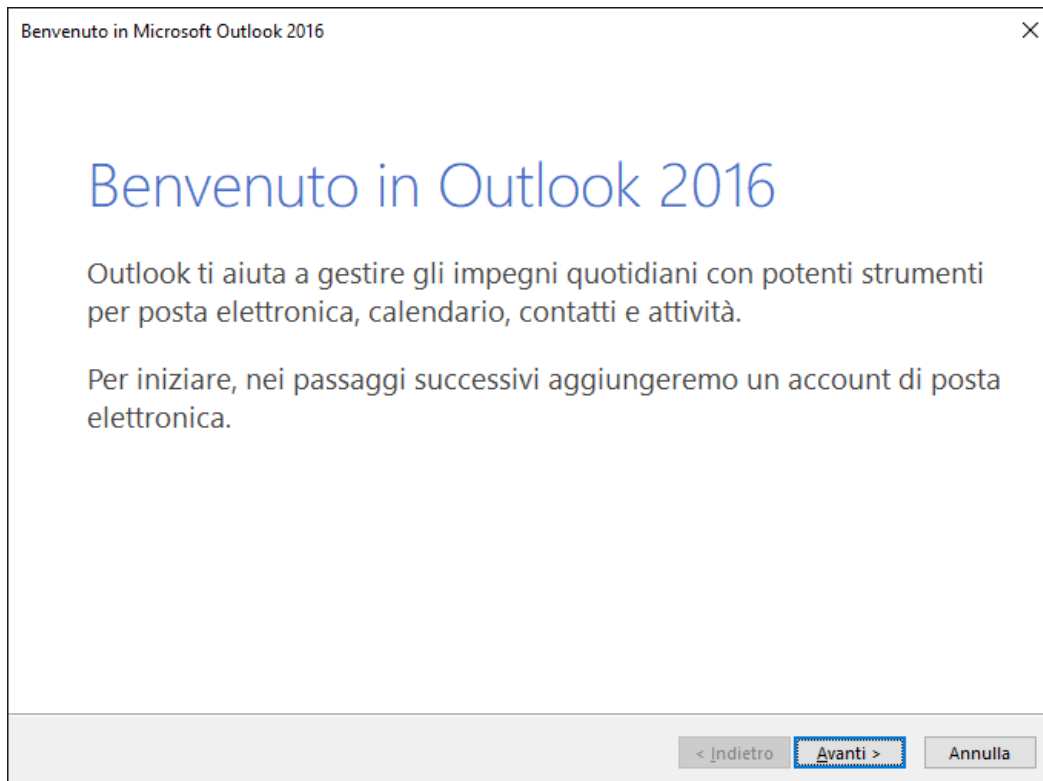 Benvenuto in Microsoft Outlook 2016
Benvenuto in Outlook 2016
Outlook ti aiuta a gestire gli impegni quotidiani con potenti strumenti
per posta elettronica, calendario, contatti e attività.
Per iniziare, nei passaggi successivi aggiungeremo un account di posta
elettronica.
< Indietro Avanti > Annulla